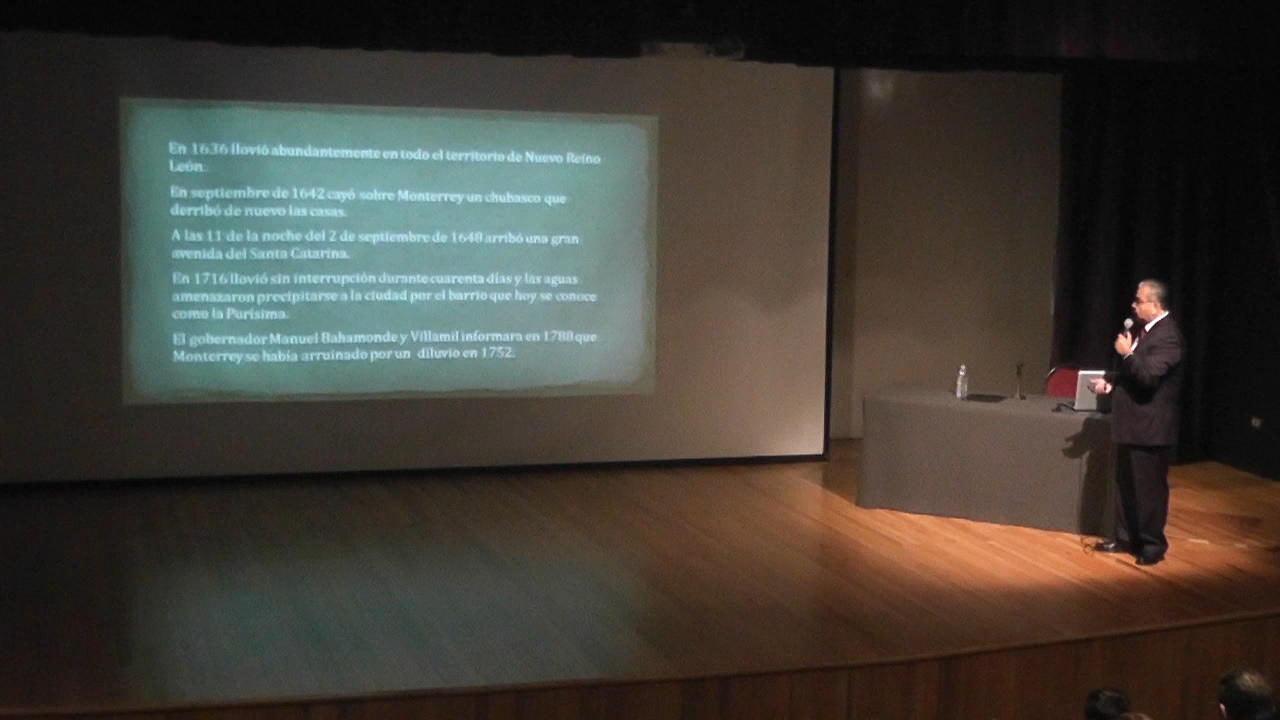 En 1636 llovió abundantemente en todo el territorio de Nuevo Reino
León.
En septiembre de 1642 cayó sobre Monterrey un chubasco que
derribó de nuevo las casas.
A las 11 de la noche del 2 de septiembre de 1648 arribó una gran
avenida del Santa Catarina.
En 1716 llovió sin interrupción durante cuarenta días y las aguas
amenazaron precipitarse a la ciudad por el barrio que hoy se conoce
como la Purísima.
El gobernador Manuel Bahamonde y Villamil informara en 1788 que
Monterrey se había arruinado por un diluvio en 1752.